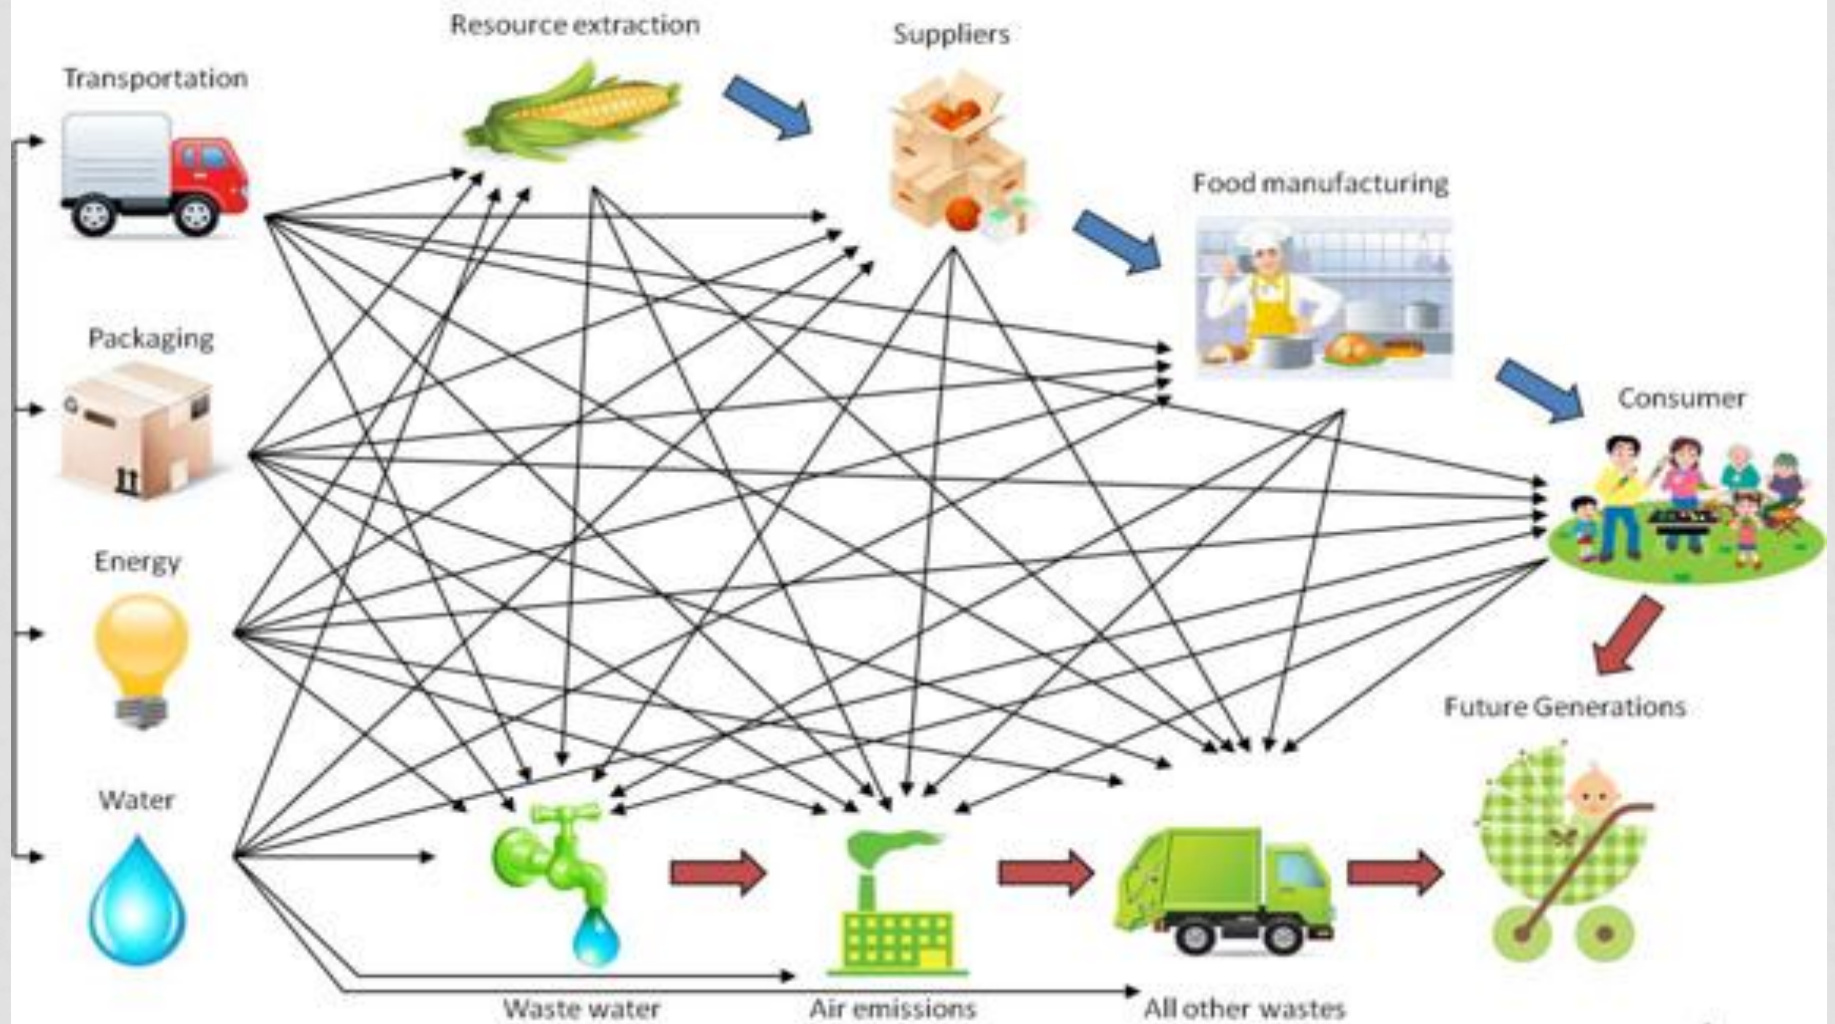 Resource extraction
Suppliers
Transportation
Food manufacturing
Packaging
Consumer
Energy
Future Generations
Water
Waste water
Air emissions
All other wastes